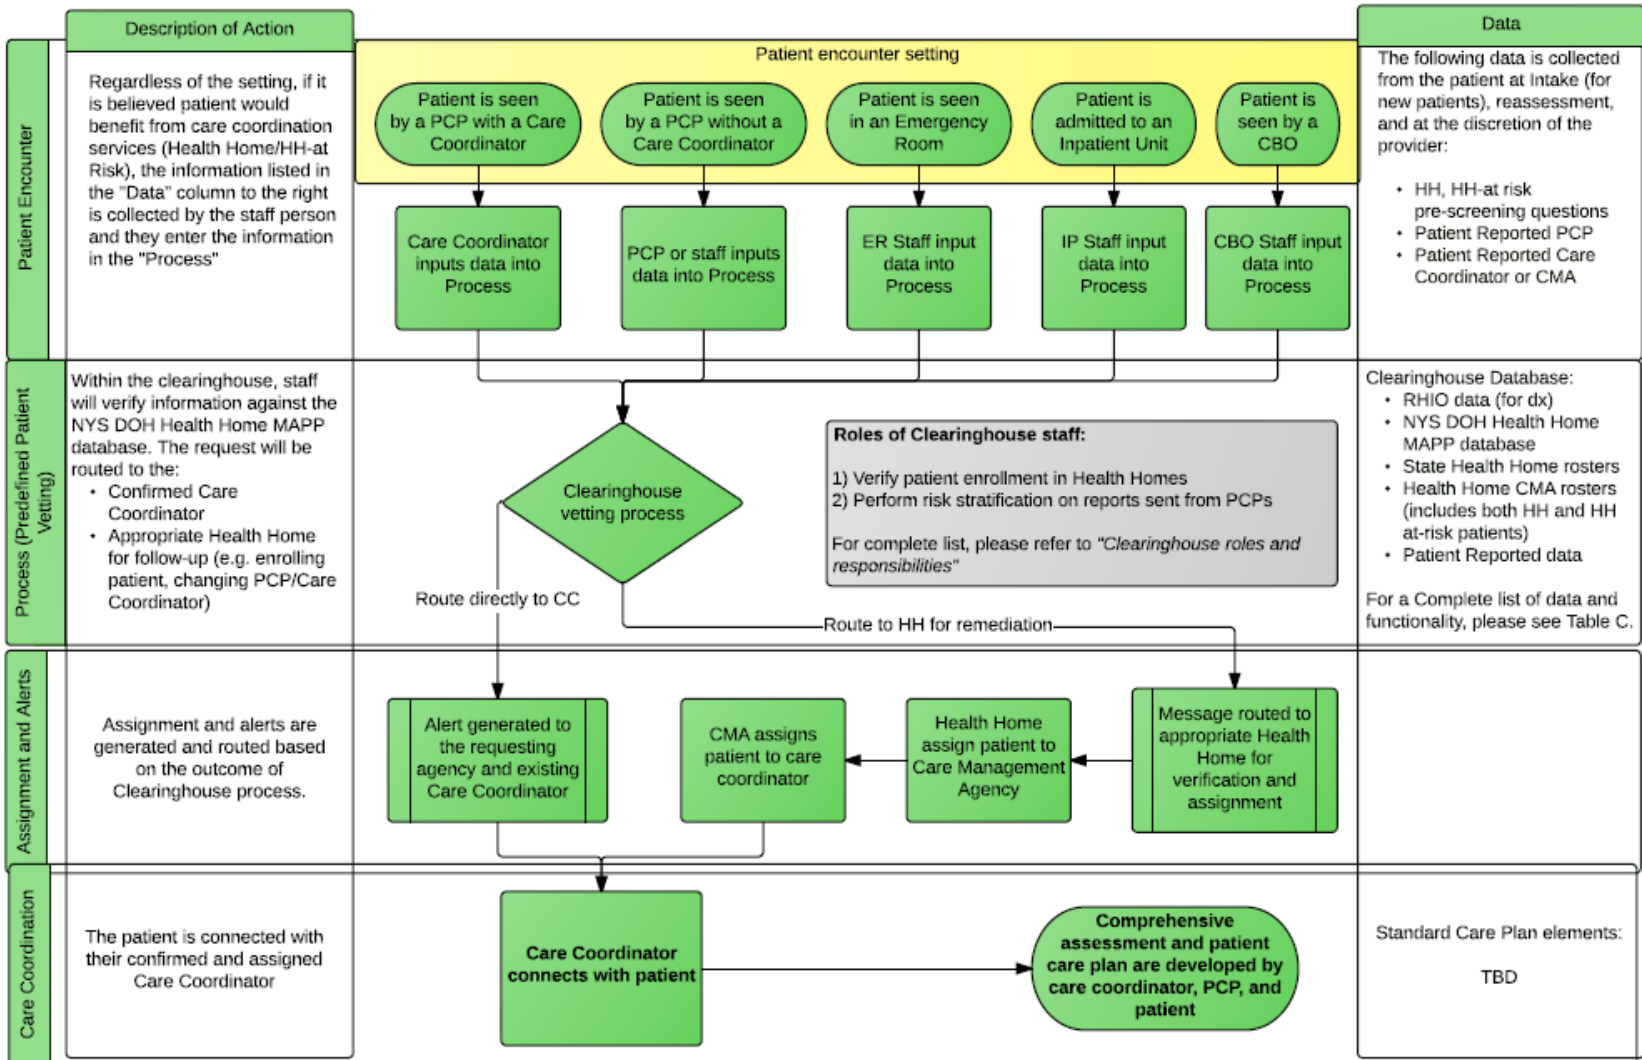 Description of Action
Data
Patient encounter setting
Patient Encounter
Regardless of the setting, if it
is believed patient would
benefit from care coordination
services (Health Home/HH-at
Risk), the information listed in
the "Data" column to the right
is collected by the staff person
and they enter the information
in the "Process"
Patient is seen
by a PCP with a Care
Coordinator
Patient is seen
by a PCP without a
Care Coordinator
Patient is seen
in an Emergency
Room
Patient is
admitted to an
Inpatient Unit
Patient is
seen by a
CBO
Care Coordinator
inputs data into
Process
PCP or staff inputs
data into Process
ER Staff input
data into
Process
IP Staff input
data into
Process
CBO Staff input
data into
Process
The following data is collected
from the patient at Intake (for
new patients), reassessment,
and at the discretion of the
provider:
• HH, HH-at risk
pre-screening questions
• Patient Reported PCP
• Patient Reported Care
Coordinator or CMA
Process (Predefined Patient
Vetting)
Within the clearinghouse, staff
will verify information against the
NYS DOH Health Home MAPP
database. The request will be
routed to the:
• Confirmed Care
Coordinator
• Appropriate Health Home
for follow-up (e.g. enrolling
patient, changing PCP/Care
Coordinator)
Clearinghouse
vetting process
Roles of Clearinghouse staff:
1) Verify patient enrollment in Health Homes
2) Perform risk stratification on reports sent from PCPs
For complete list, please refer to "Clearinghouse roles and
responsibilities"
Route directly to CC
Route to HH for remediation
Clearinghouse Database:
• RHIO data (for dx)
• NYS DOH Health Home
MAPP database
• State Health Home rosters
• Health Home CMA rosters
(includes both HH and HH
at-risk patients)
• Patient Reported data
For a Complete list of data and
functionality, please see Table C.
Assignment and Alerts
Assignment and alerts are
generated and routed based
on the outcome of
Clearinghouse process.
Alert generated to
the requesting
agency and existing
Care Coordinator
CMA assigns
patient to care
coordinator
Health Home
assign patient to
Care Management
Agency
Message routed to
appropriate Health
Home for
verification and
assignment
Care Coordination
The patient is connected with
their confirmed and assigned
Care Coordinator
Care Coordinator
connects with patient
Comprehensive
assessment and patient
care plan are developed by
care coordinator, PCP, and
patient
Standard Care Plan elements:
TBD